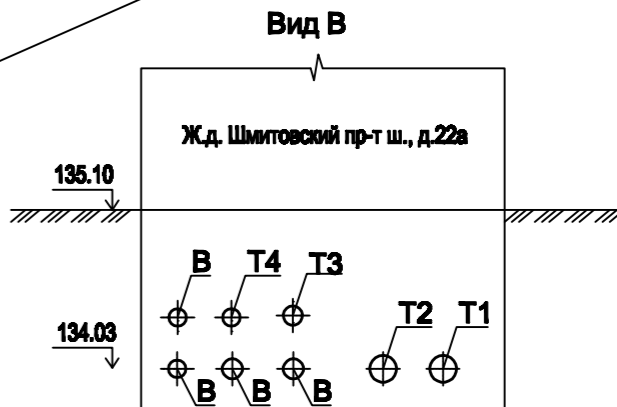 Вид В
Ж.д. Шмитовский пр-т ш., д.22а
135.10
В Т4 Т3
Т2 Т1
134.03
В В В